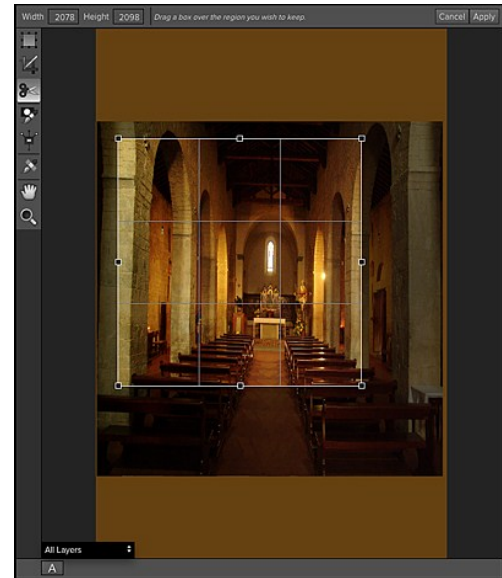 Width 2078 Height 2098 Drag a box over the region you wish to keep. Cancel Apply
All Layers
A